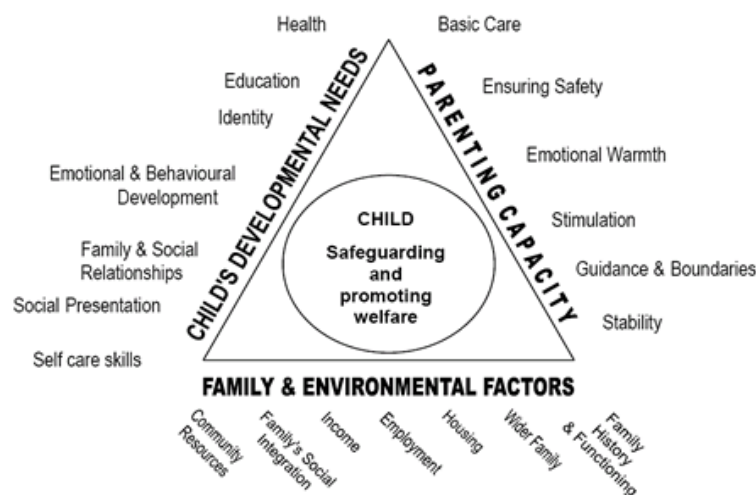 Health
Education
Identity
Emotional & Behavioural
Development
Family & Social
Relationships
Social Presentation
Self care skills
CHILD'S DEVELOPMENTAL NEEDS
Basic Care
Ensuring Safety
Emotional Warmth
Stimulation
Guidance & Boundaries
Stability
PARENTING CAPACITY
CHILD
Safeguarding
and
promoting
welfare
FAMILY & ENVIRONMENTAL FACTORS
Community
Resources
Family's Social
Integration
Income
Employment
Housing
Wider Family
Family
History
& Functioning